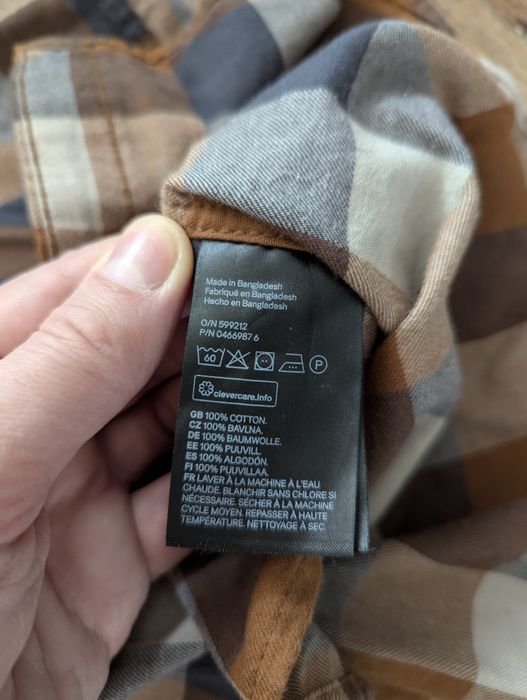 Made in Bangladesh
Fabriqué en Bangladesh
Hecho en Bangladesh
O/N 599212
P/N 0466987 6
60 P
clevercare.info
GB 100% COTTON.
CZ 100% BAVLNA.
DE 100% BAUMWOLLE.
EE 100% PUUVILL.
ES 100% ALGODÓN.
FI 100% PUUVILLAA.
FR LAVER À LA MACHINE À L'EAU
CHAUDE. BLANCHIR SANS CHLORE SI
NÉCESSAIRE. SÉCHER À LA MACHINE
CYCLE MOYEN. REPASSER À HAUTE
TEMPÉRATURE. NETTOYAGE À SEC.